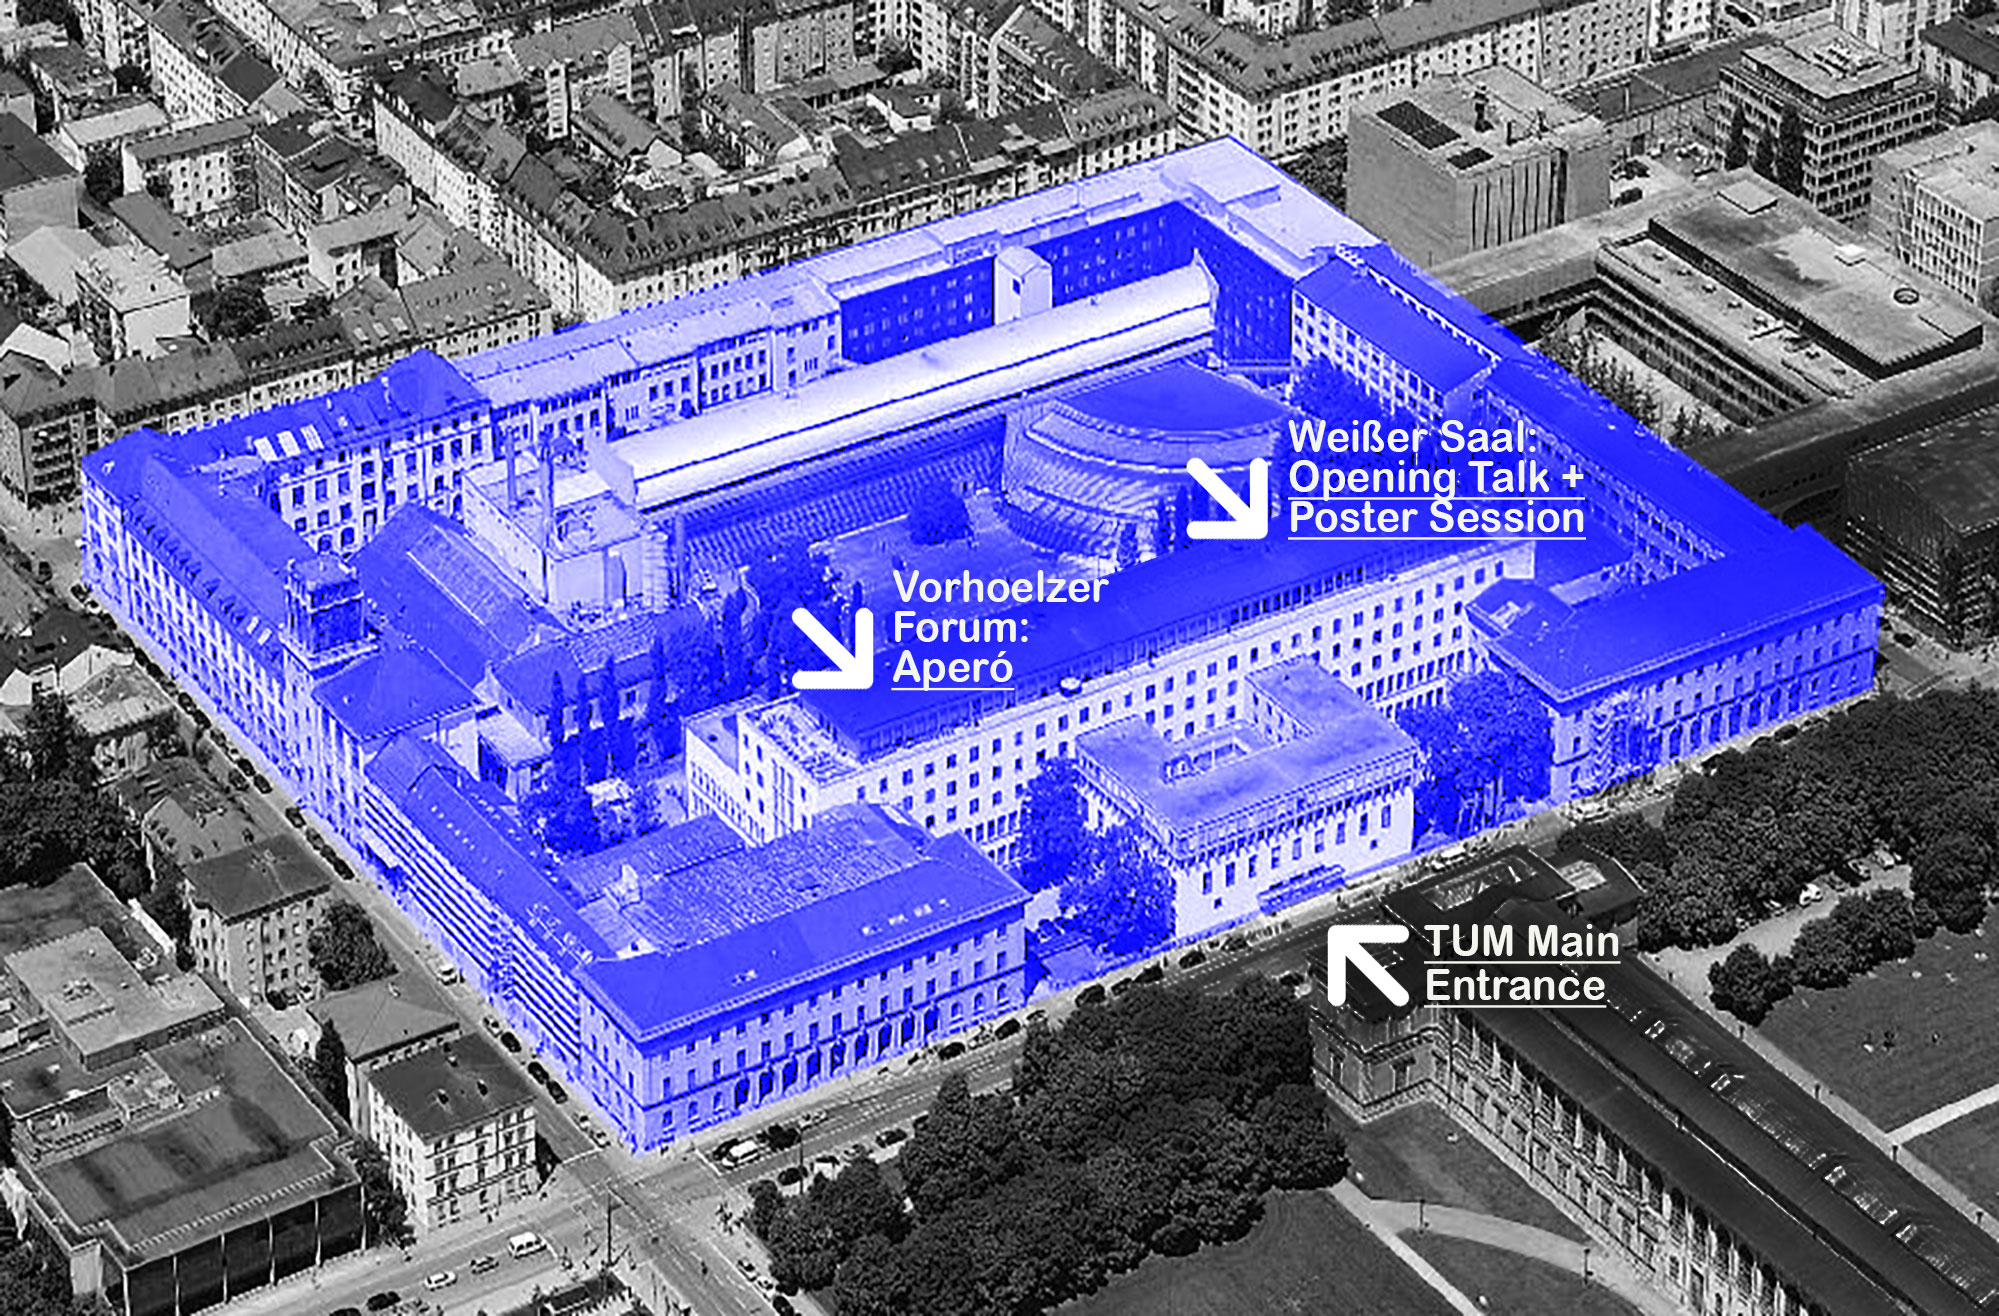 Weißer Saal:
Opening Talk +
Poster Session
Vorhoelzer
Forum:
Aperó
TUM Main
Entrance